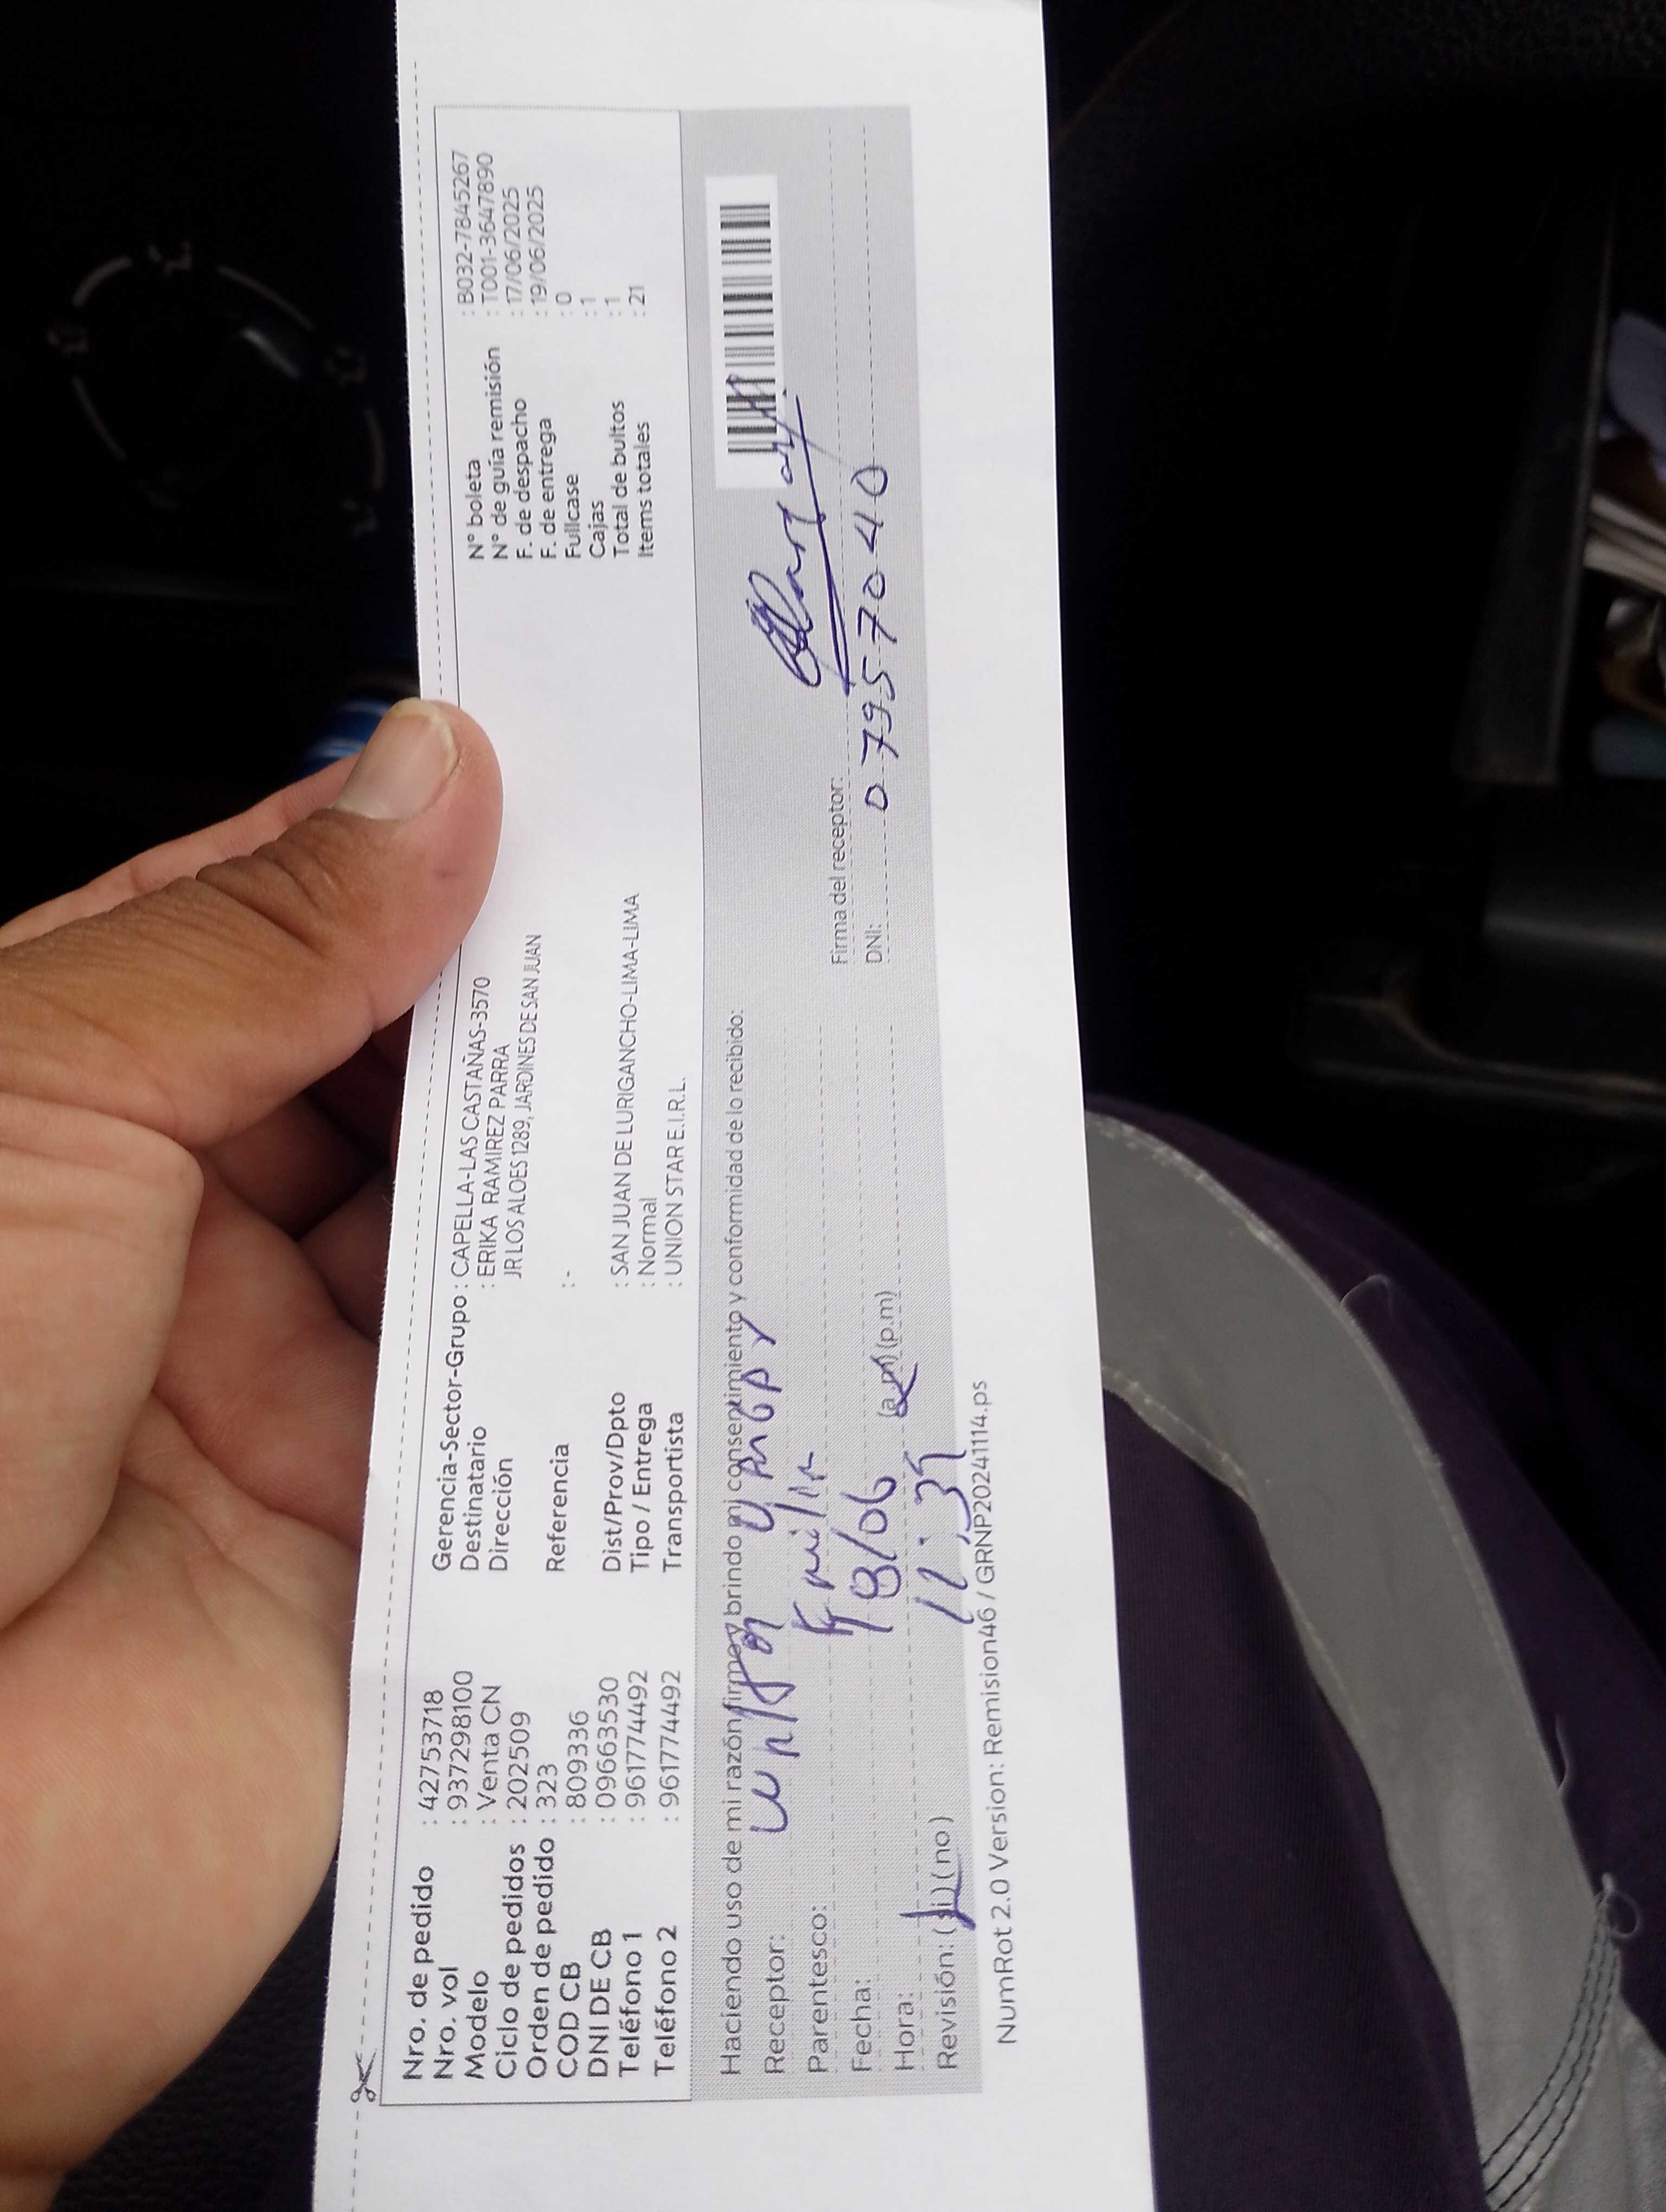 Nro. de pedido : 42753718
Nro. vol : 937298100
Modelo : Venta CN
Ciclo de pedidos : 202509
Orden de pedido : 323
COD CB : 809336
DNI DE CB : 09663530
Teléfono 1 : 961774492
Teléfono 2 : 961774492
Gerencia-Sector-Grupo : CAPELLA-LAS CASTAÑAS-3570
Destinatario : ERIKA RAMIREZ PARRA
Dirección JR LOS ALOES 1289, JARDINES DE SAN JUAN
Referencia : -
Dist/Prov/Dpto : SAN JUAN DE LURIGANCHO-LIMA-LIMA
Tipo / Entrega : Normal
Transportista : UNION STAR E.I.R.L.
N° boleta : B032-7845267
N° de guía remisión : T001-3647890
F. de despacho : 17/06/2025
F. de entrega : 19/06/2025
Fullcase : 0
Cajas : 1
Total de bultos : 1
Items totales : 21
Haciendo uso de mi razón firmo y brindo mi consentimiento y conformidad de lo recibido:
Receptor:
Parentesco:
Fecha: 18/06
Hora: (a.m) (p.m)
Revisión: (si) (no)
Firma del receptor:
DNI: 07957040
NumRot 2.0 Version: Remision46 / GRNP20241114.ps